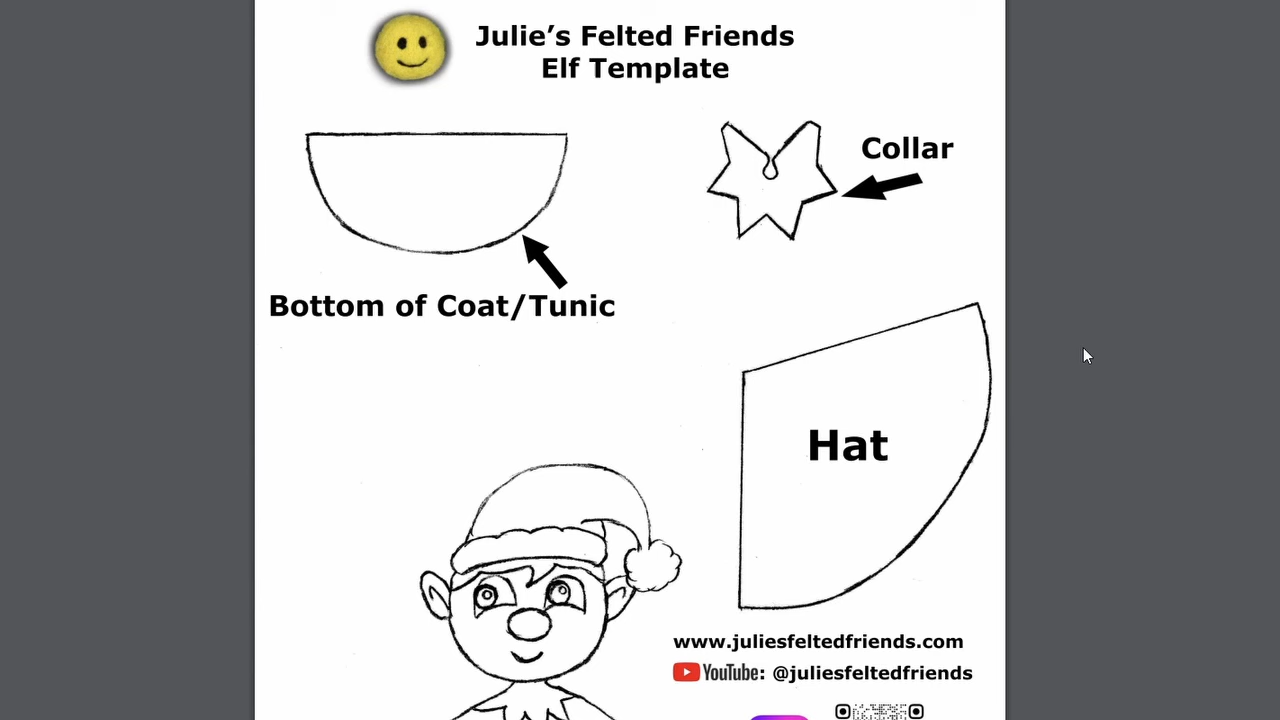 Julie’s Felted Friends
Elf Template
Collar
Bottom of Coat/Tunic
Hat
www.juliesfeltedfriends.com
YouTube: @juliesfeltedfriends